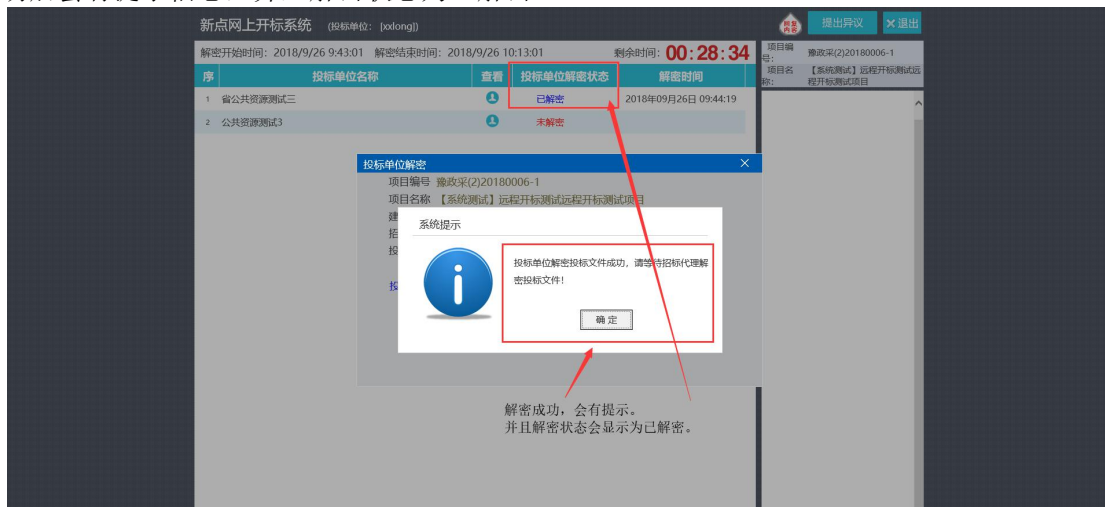 新点网上开标系统 (投标单位: [xxlong])
回复内容
提出异议
× 退出
解密开始时间: 2018/9/26 9:43:01 解密结束时间: 2018/9/26 10:13:01 剩余时间: 00:28:34
项目编号: 豫政采(2)20180006-1
项目名称: 【系统测试】远程开标测试远程开标测试项目
序 投标单位名称 查看 投标单位解密状态 解密时间
1 省公共资源测试三 已解密 2018年09月26日 09:44:19
2 公共资源测试3 未解密
投标单位解密 ×
项目编号 豫政采(2)20180006-1
项目名称 【系统测试】远程开标测试远程开标测试项目
建
招
投
投
系统提示
投标单位解密投标文件成功, 请等待招标代理解
密投标文件!
确 定
解密成功，会有提示。
并且解密状态会显示为已解密。